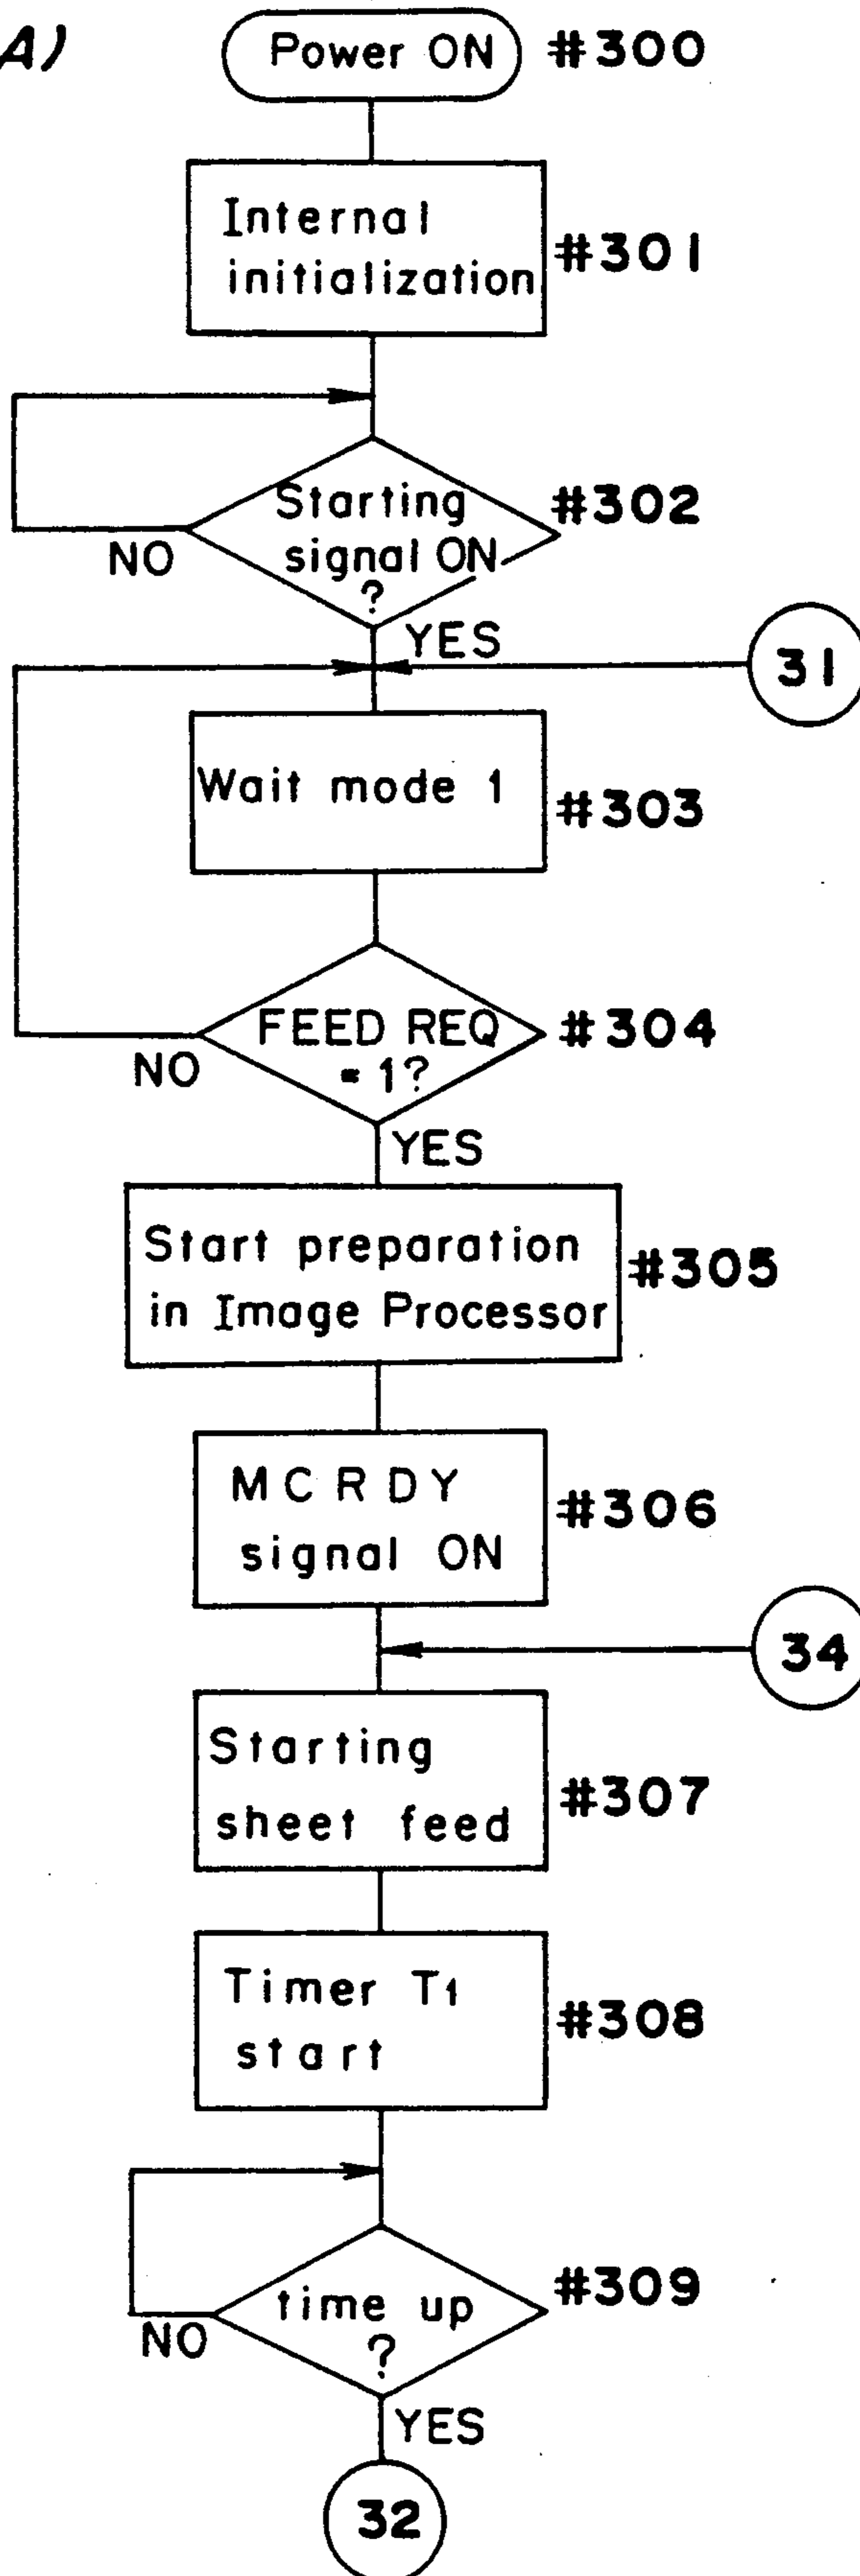 A)
Power ON #300
Internal
initialization
#301
Starting
signal ON
?
#302
NO
YES
31
Wait mode 1
#303
FEED REQ
= 1?
#304
NO
YES
Start preparation
in Image Processor
#305
MCRDY
signal ON
#306
34
Starting
sheet feed
#307
Timer T1
start
#308
time up
?
#309
NO
YES
32